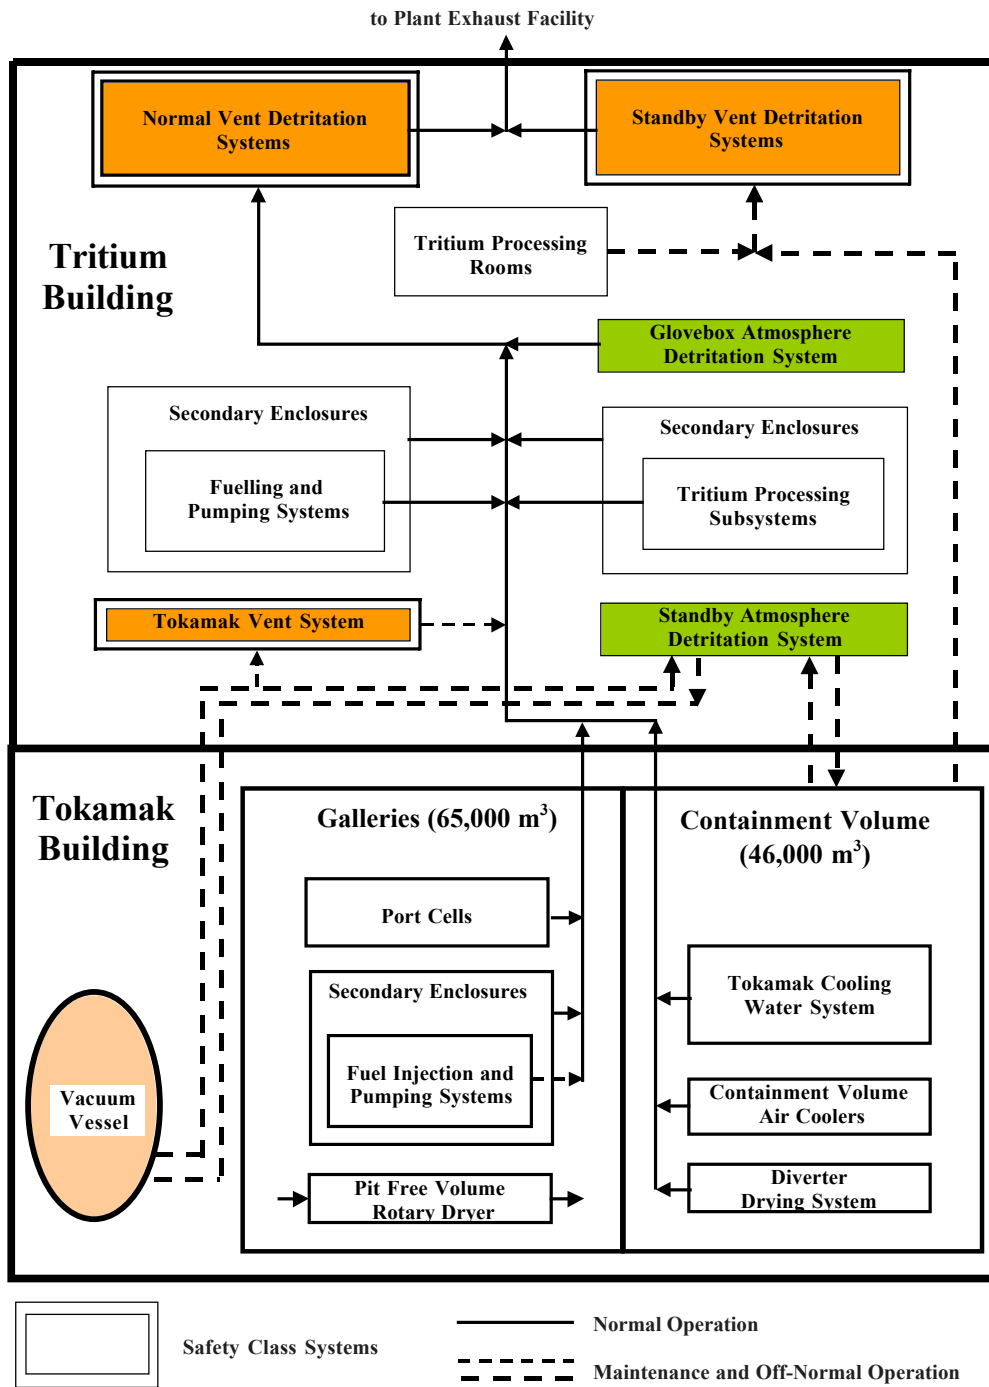 to Plant Exhaust Facility
Normal Vent Detritation
Systems
Standby Vent Detritation
Systems
Tritium
Building
Tritium Processing
Rooms
Glovebox Atmosphere
Detritation System
Secondary Enclosures
Fuelling and
Pumping Systems
Secondary Enclosures
Tritium Processing
Subsystems
Tokamak Vent System
Standby Atmosphere
Detritation System
Tokamak
Building
Galleries (65,000 m³)
Containment Volume
(46,000 m³)
Port Cells
Secondary Enclosures
Fuel Injection and
Pumping Systems
Pit Free Volume
Rotary Dryer
Tokamak Cooling
Water System
Containment Volume
Air Coolers
Diverter
Drying System
Vacuum
Vessel
Safety Class Systems
Normal Operation
Maintenance and Off-Normal Operation